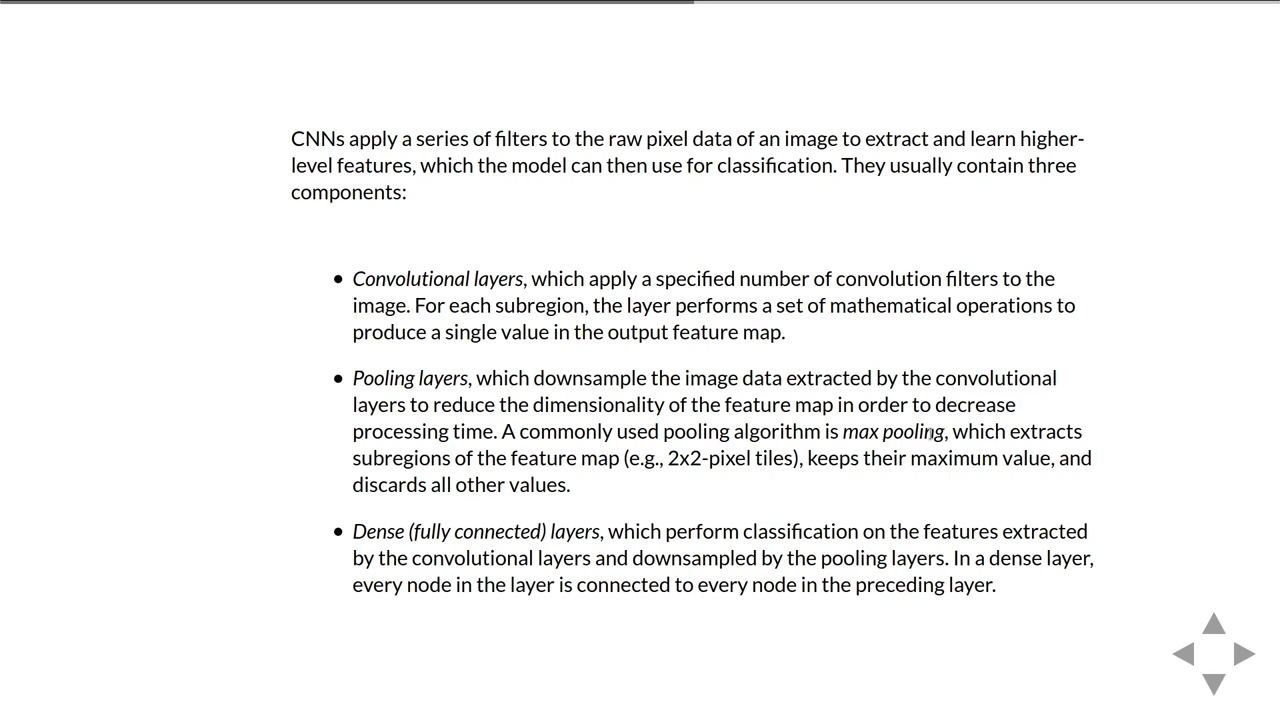 CNNs apply a series of filters to the raw pixel data of an image to extract and learn higher-
level features, which the model can then use for classification. They usually contain three
components:
• Convolutional layers, which apply a specified number of convolution filters to the
image. For each subregion, the layer performs a set of mathematical operations to
produce a single value in the output feature map.
• Pooling layers, which downsample the image data extracted by the convolutional
layers to reduce the dimensionality of the feature map in order to decrease
processing time. A commonly used pooling algorithm is max pooling, which extracts
subregions of the feature map (e.g., 2x2-pixel tiles), keeps their maximum value, and
discards all other values.
• Dense (fully connected) layers, which perform classification on the features extracted
by the convolutional layers and downsampled by the pooling layers. In a dense layer,
every node in the layer is connected to every node in the preceding layer.